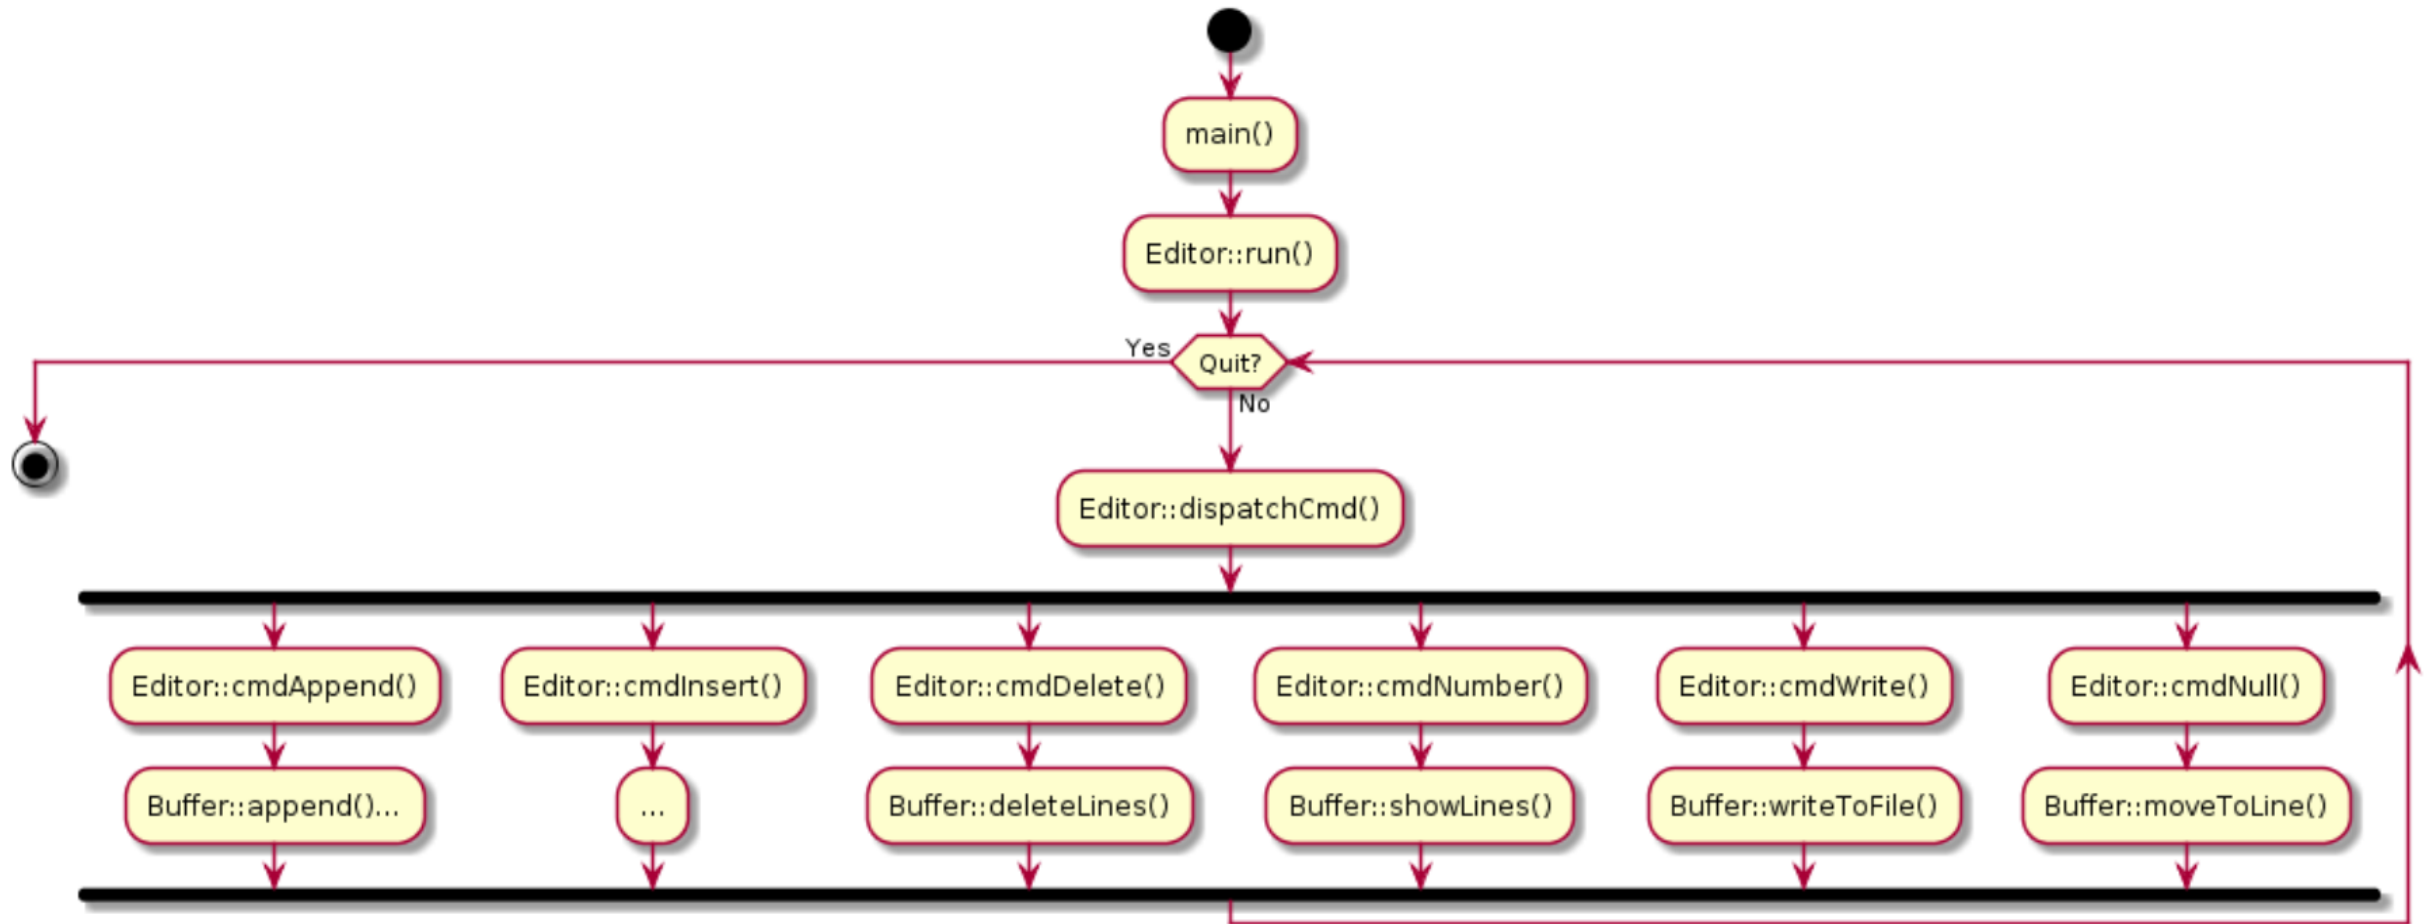 main()
Editor::run()
Yes
Quit?
No
Editor::dispatchCmd()
Editor::cmdAppend()
Editor::cmdInsert()
Editor::cmdDelete()
Editor::cmdNumber()
Editor::cmdWrite()
Editor::cmdNull()
Buffer::append()...
...
Buffer::deleteLines()
Buffer::showLines()
Buffer::writeToFile()
Buffer::moveToLine()